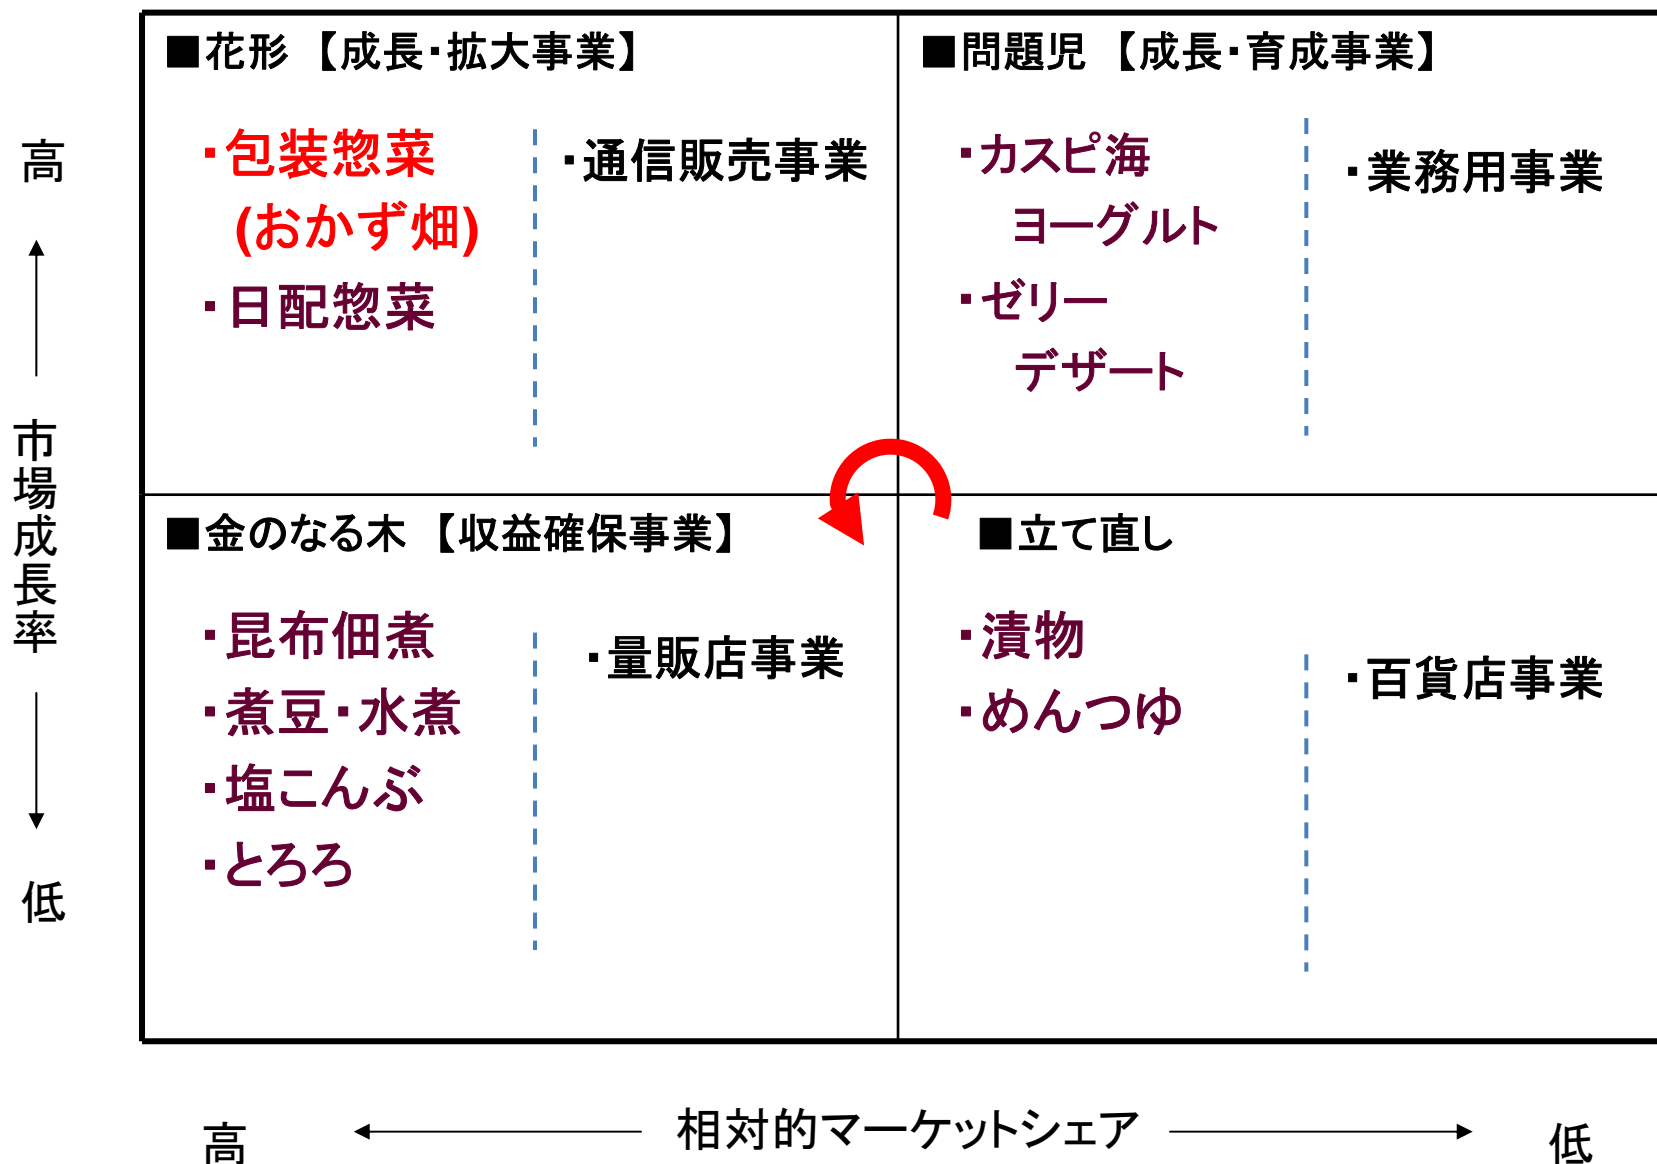 ■花形 【成長・拡大事業】
・包装惣菜
(おかず畑)
・日配惣菜
・通信販売事業
■問題児 【成長・育成事業】
・カスピ海
ヨーグルト
・ゼリー
デザート
・業務用事業
■金のなる木 【収益確保事業】
・昆布佃煮
・煮豆・水煮
・塩こんぶ
・とろろ
・量販店事業
■立て直し
・漬物
・めんつゆ
・百貨店事業
高
市場成長率
低
高
相対的マーケットシェア
低